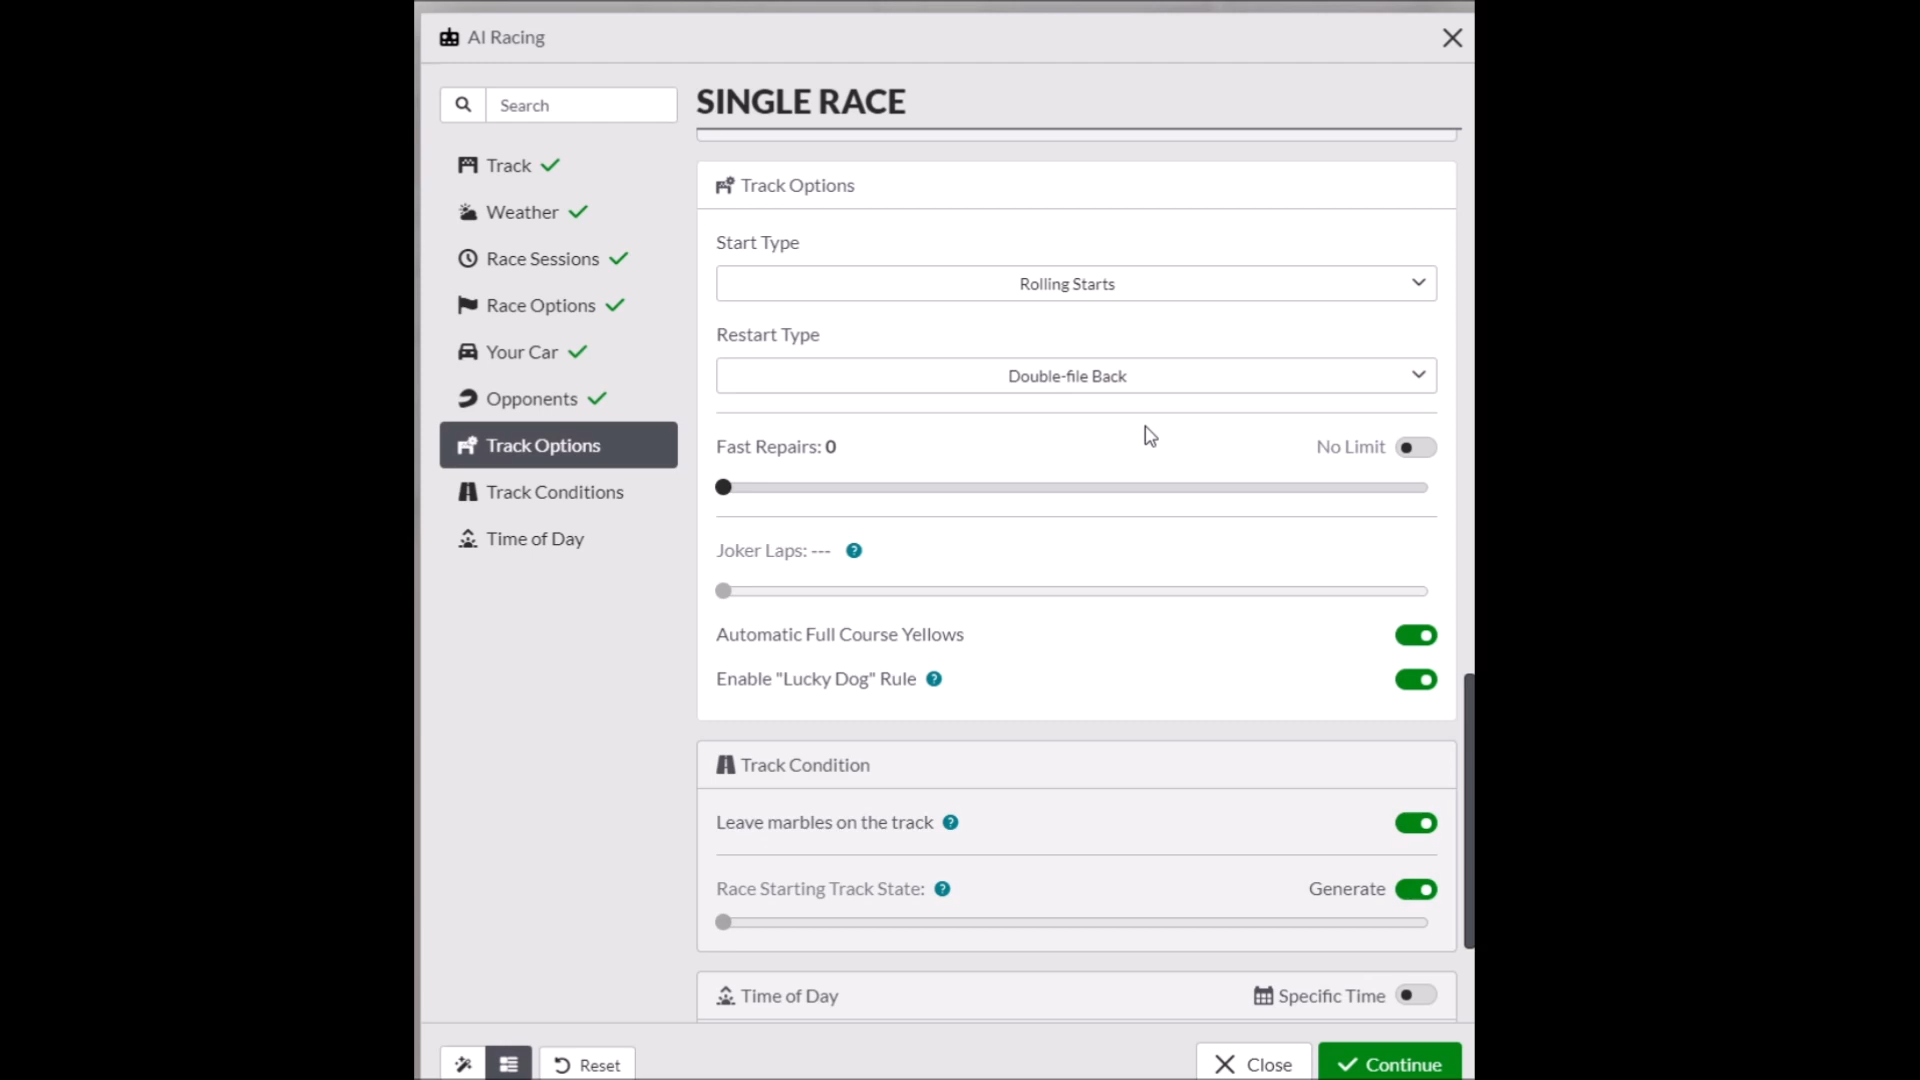 AI Racing
Search
SINGLE RACE
Track
Weather
Race Sessions
Race Options
Your Car
Opponents
Track Options
Track Conditions
Time of Day
Track Options
Start Type
Rolling Starts
Restart Type
Double-file Back
Fast Repairs: 0 No Limit
Joker Laps: --- ?
Automatic Full Course Yellows
Enable "Lucky Dog" Rule ?
Track Condition
Leave marbles on the track ?
Race Starting Track State: ? Generate
Time of Day Specific Time
Reset Close Continue